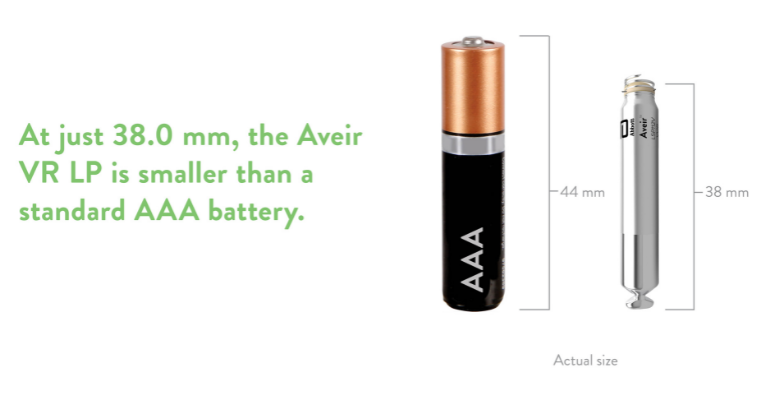 At just 38.0 mm, the Aveir
VR LP is smaller than a
standard AAA battery.
AAA
44 mm
Abbott
Aveir
38 mm
Actual size